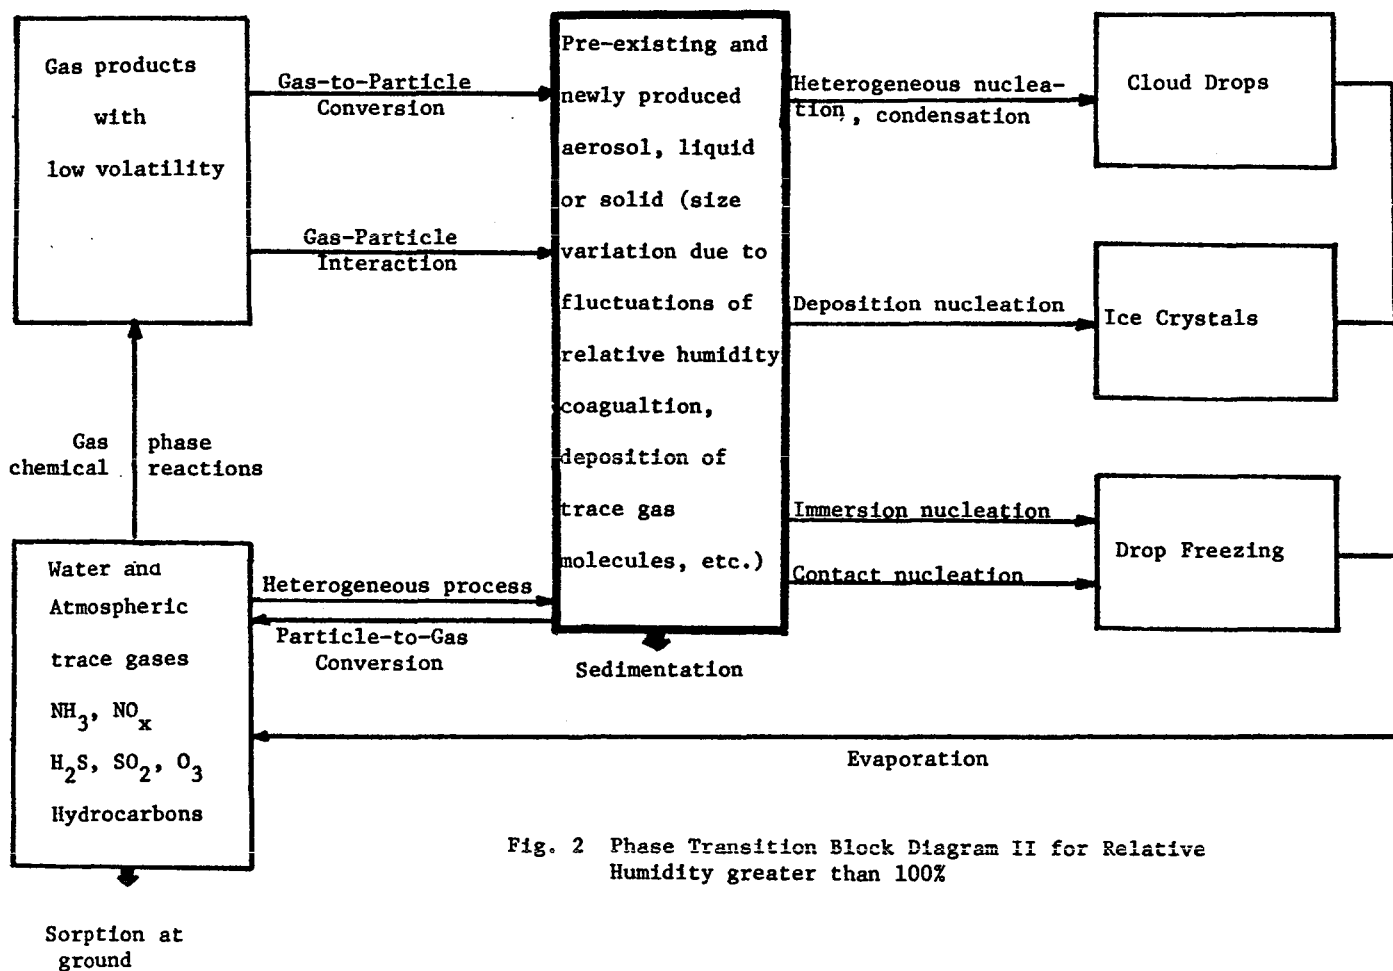 Gas products
with
low volatility
Gas-to-Particle
Conversion
Gas-Particle
Interaction
Pre-existing and
newly produced
aerosol, liquid
or solid (size
variation due to
fluctuations of
relative humidity
coagualtion,
deposition of
trace gas
molecules, etc.)
Heterogeneous nuclea-
tion, condensation
Cloud Drops
Deposition nucleation
Ice Crystals
Immersion nucleation
Contact nucleation
Drop Freezing
Gas phase
chemical reactions
Water and
Atmospheric
trace gases
NH3, NOx
H2S, SO2, O3
Hydrocarbons
Heterogeneous process
Particle-to-Gas
Conversion
Sedimentation
Evaporation
Sorption at
ground
Fig. 2 Phase Transition Block Diagram II for Relative
Humidity greater than 100%